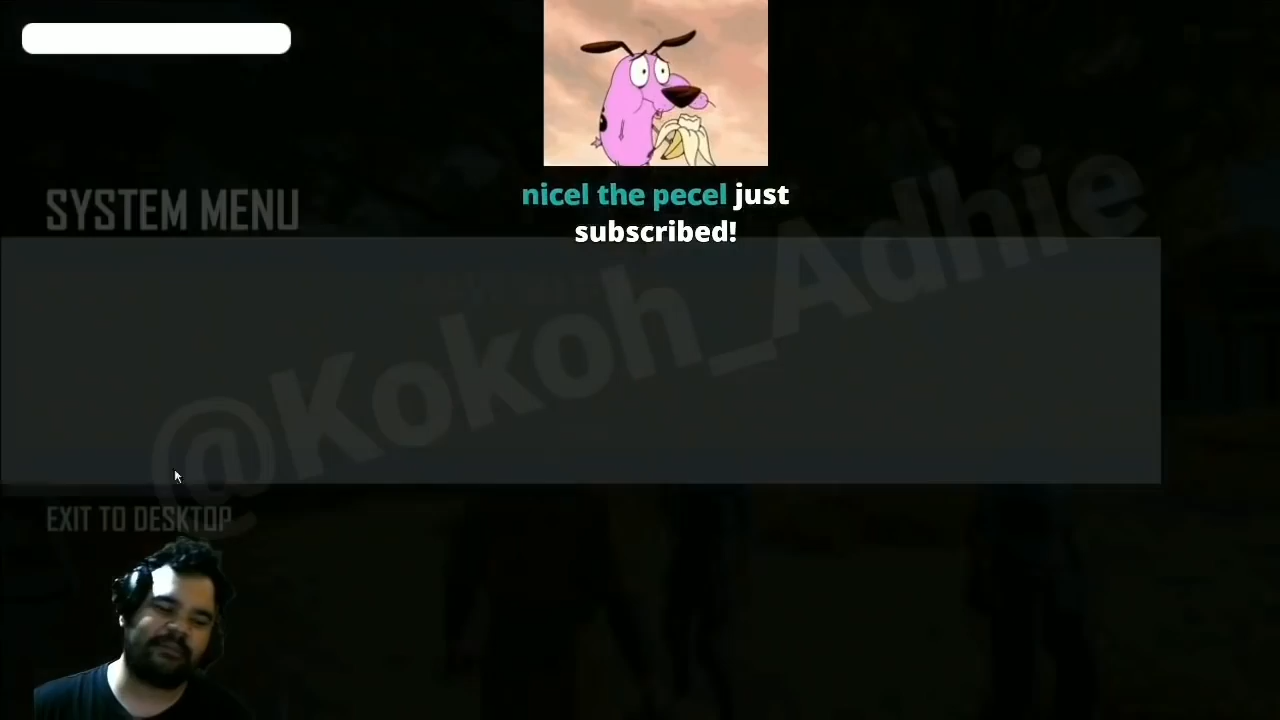 nicel the pecel just
subscribed!
SYSTEM MENU
@Kokoh_Adhie
EXIT TO DESKTOP